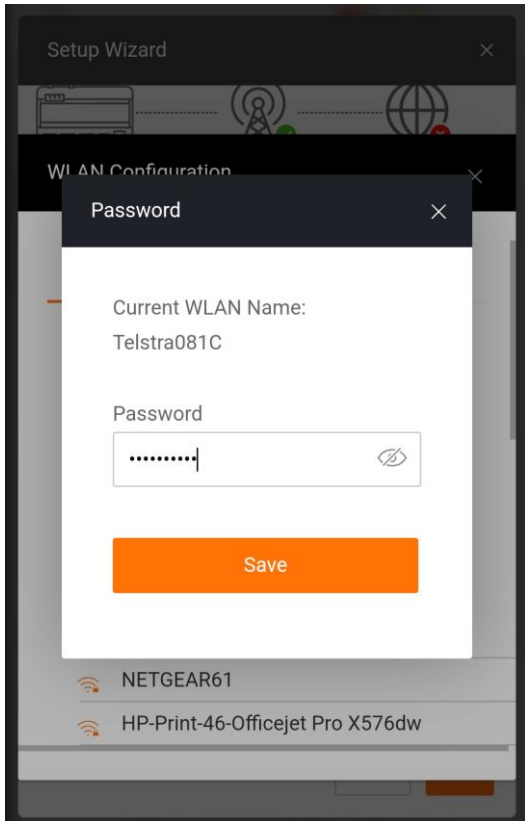 Setup Wizard
WLAN Configuration
Password
Current WLAN Name:
Telstra081C
Password
••••••••••
Save
NETGEAR61
HP-Print-46-Officejet Pro X576dw